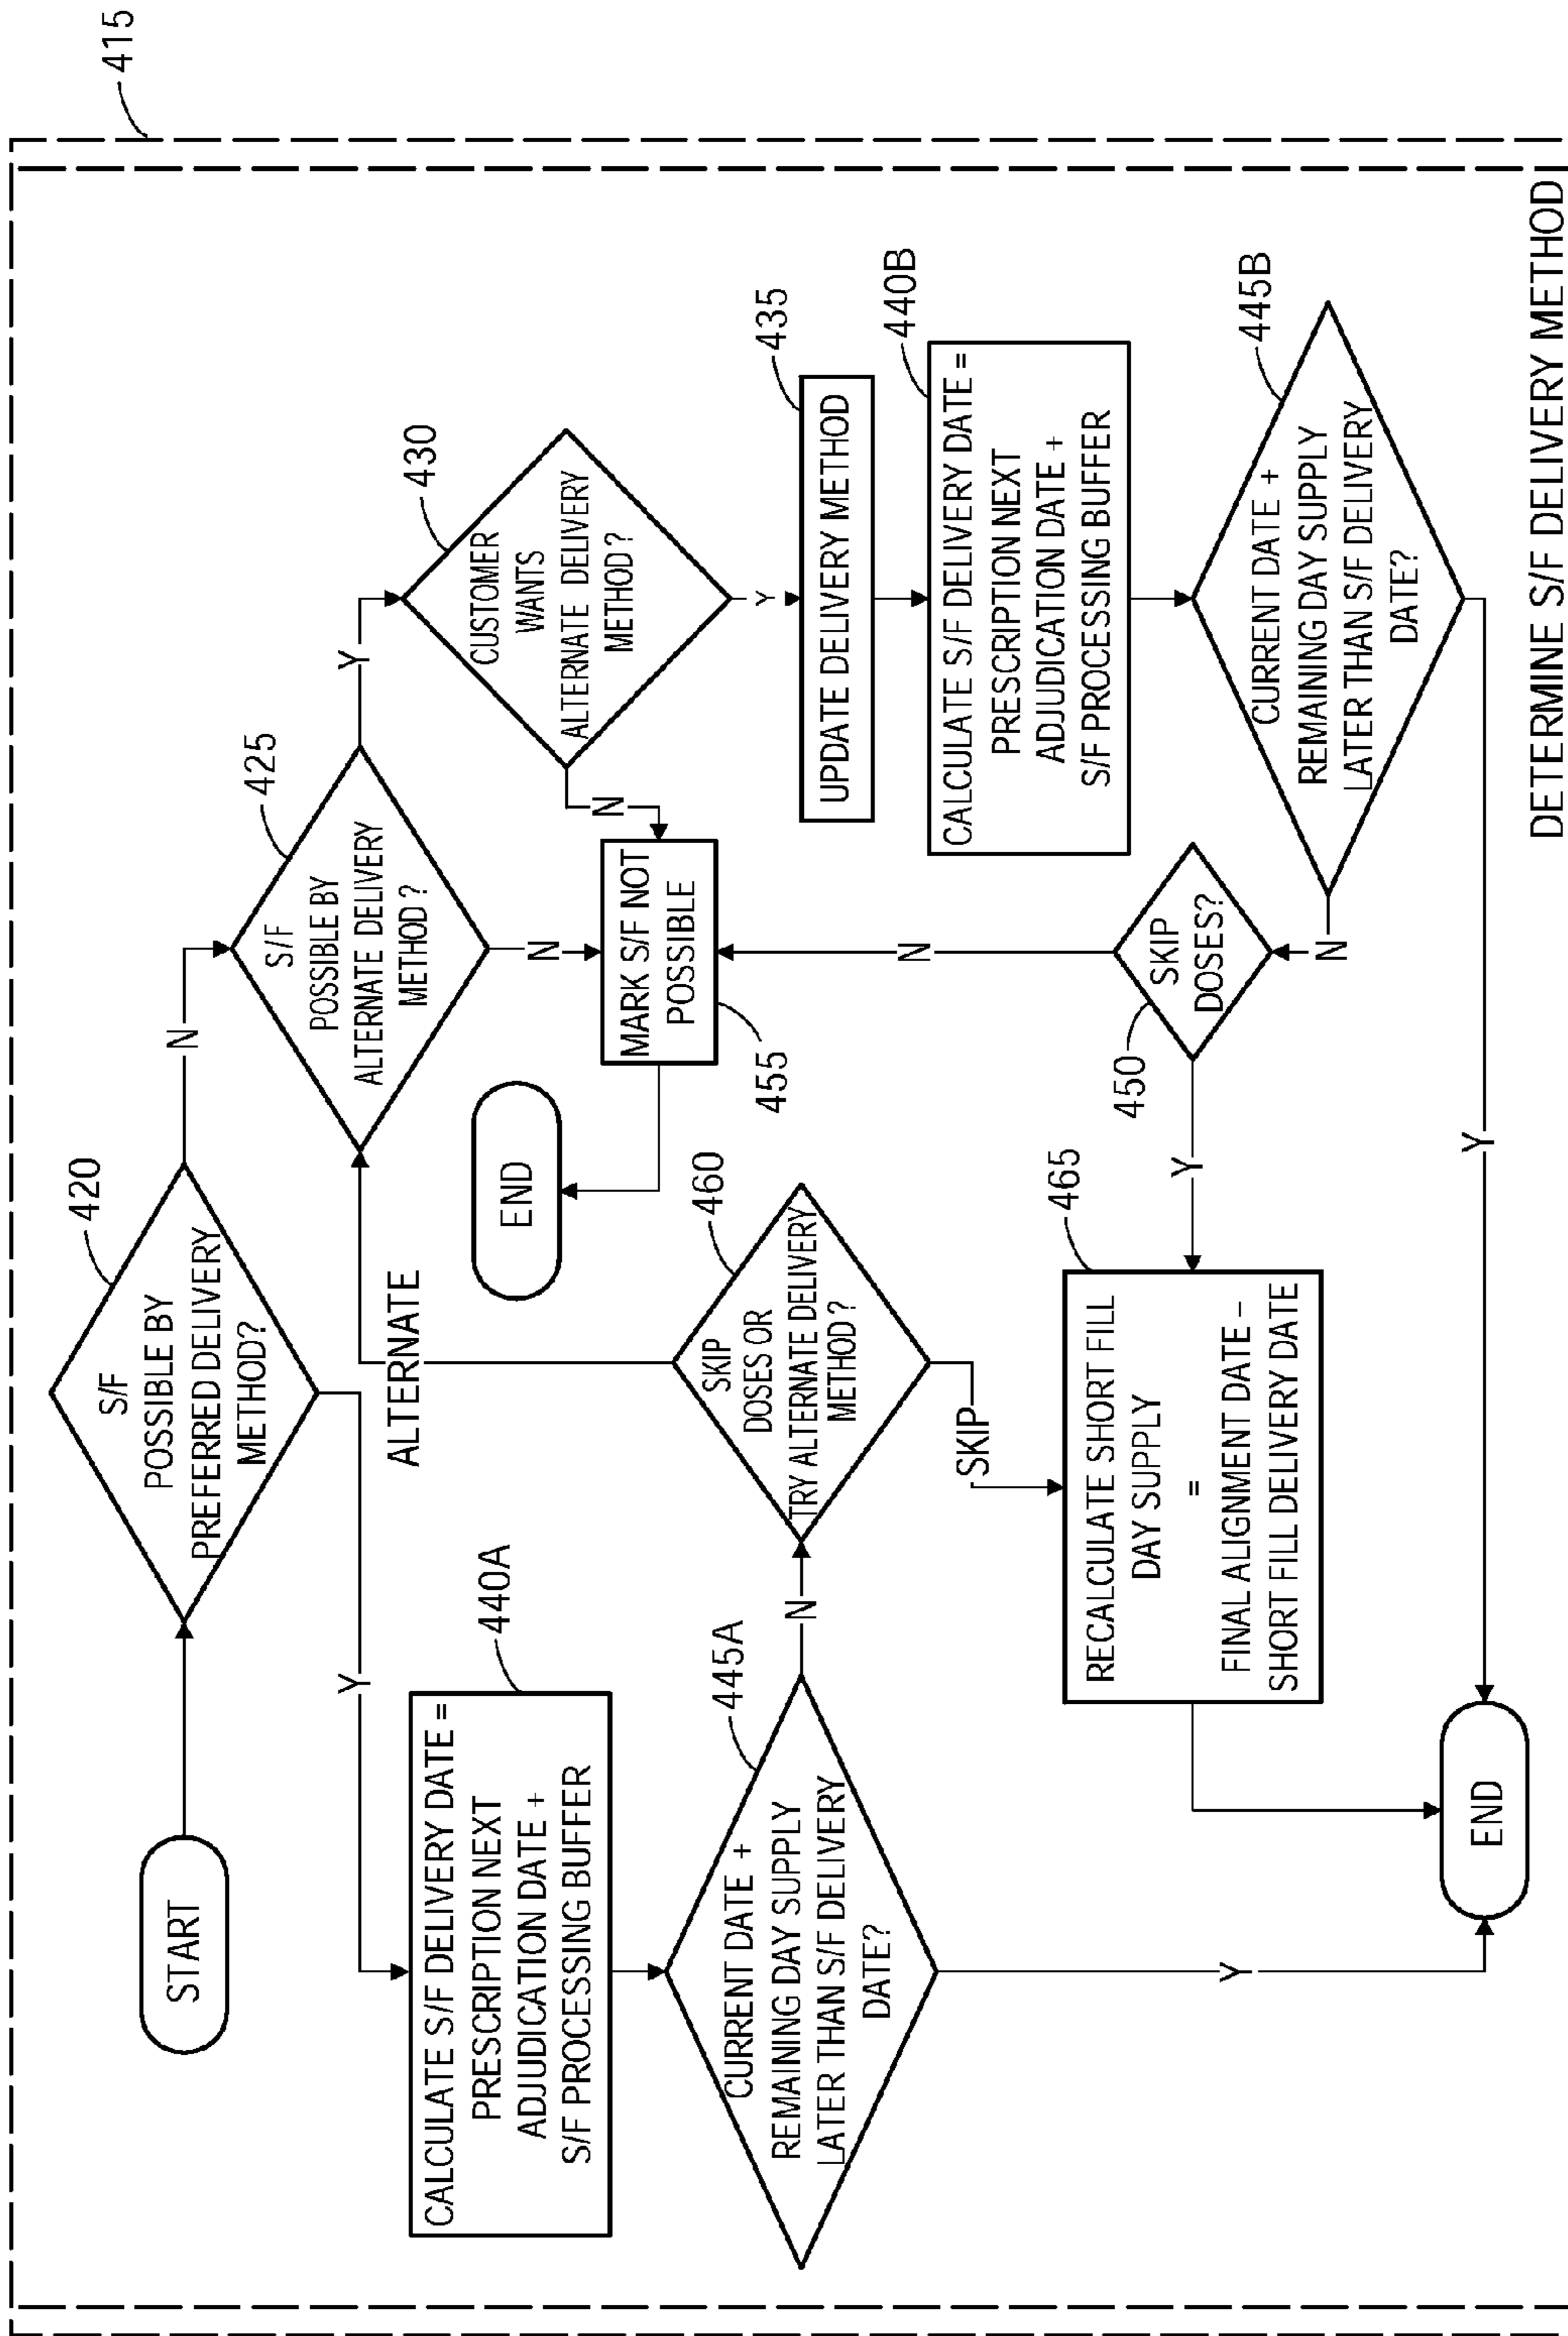 415
START
S/F
POSSIBLE BY
PREFERRED DELIVERY
METHOD?
420
N
Y
S/F
POSSIBLE BY
ALTERNATE DELIVERY
METHOD?
425
Y
N
CUSTOMER
WANTS
ALTERNATE DELIVERY
METHOD?
430
N
Y
ALTERNATE
CALCULATE S/F DELIVERY DATE =
PRESCRIPTION NEXT
ADJUDICATION DATE +
S/F PROCESSING BUFFER
440A
END
MARK S/F NOT
POSSIBLE
455
UPDATE DELIVERY METHOD
435
CURRENT DATE +
REMAINING DAY SUPPLY
LATER THAN S/F DELIVERY
DATE?
445A
N
Y
SKIP
DOSES OR
TRY ALTERNATE DELIVERY
METHOD?
460
SKIP
CALCULATE S/F DELIVERY DATE =
PRESCRIPTION NEXT
ADJUDICATION DATE +
S/F PROCESSING BUFFER
440B
RECALCULATE SHORT FILL
DAY SUPPLY
=
FINAL ALIGNMENT DATE –
SHORT FILL DELIVERY DATE
465
Y
SKIP
DOSES?
450
N
N
CURRENT DATE +
REMAINING DAY SUPPLY
LATER THAN S/F DELIVERY
DATE?
445B
Y
END
DETERMINE S/F DELIVERY METHOD